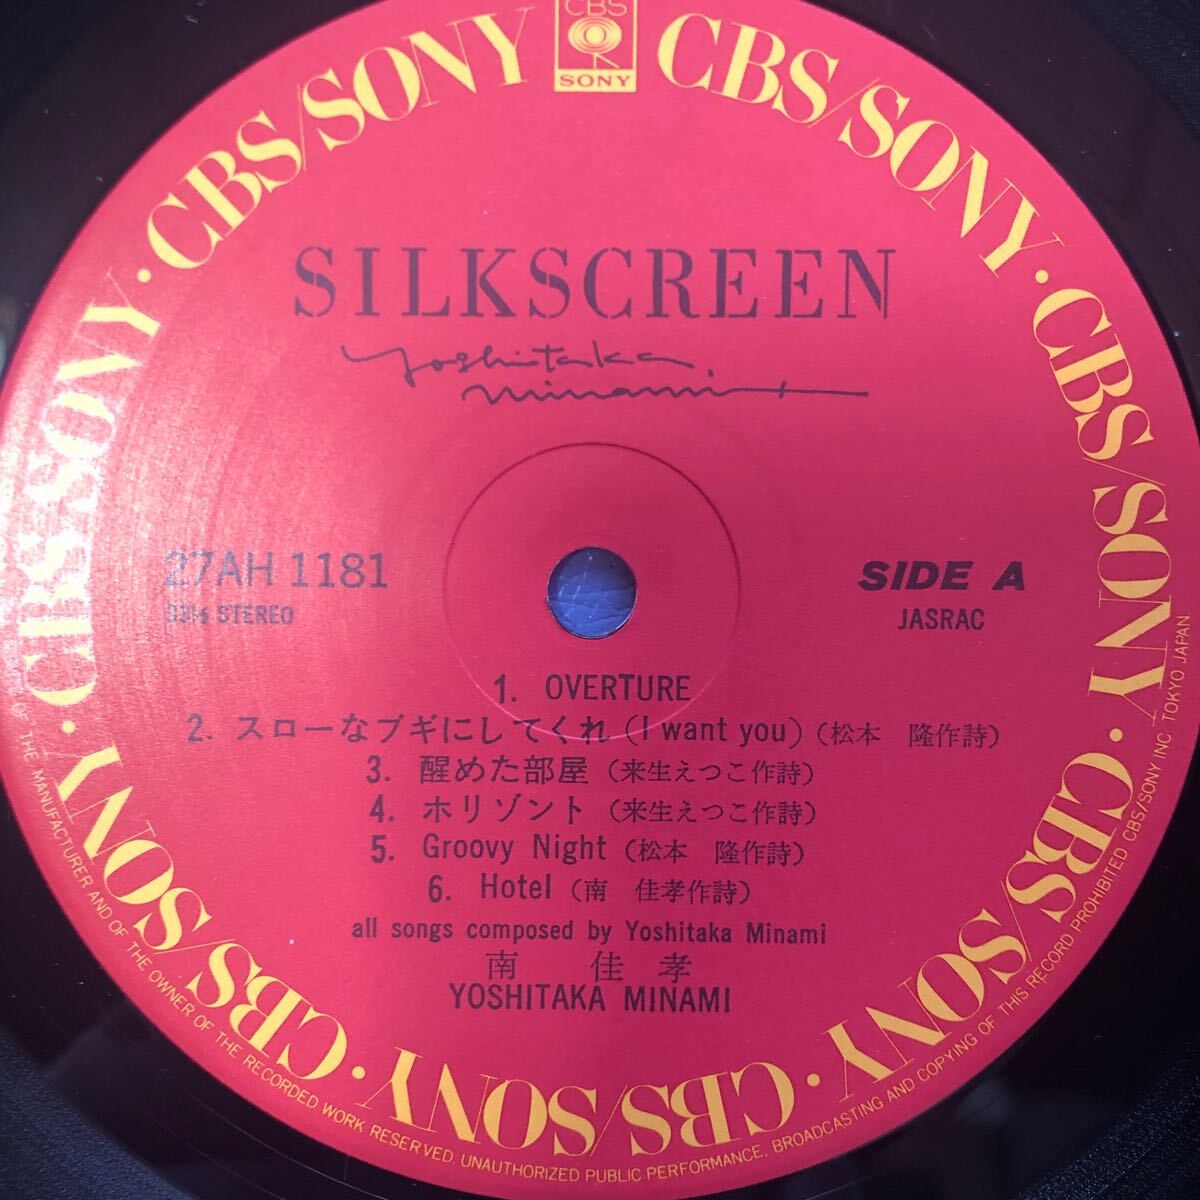 CBS
SONY
CBS/SONY · CBS/SONY · CBS/SONY · CBS/SONY · CBS/SONY · CBS/SONY · CBS/SONY · CBS/SONY
SILKSCREEN
Yoshitaka
Minami
27AH 1181
33⅓ STEREO
SIDE A
JASRAC
1. OVERTURE
2. スローなブギにしてくれ (I want you) (松本 隆作詩)
3. 醒めた部屋 (来生えつこ作詩)
4. ホリゾント (来生えつこ作詩)
5. Groovy Night (松本 隆作詩)
6. Hotel (南 佳孝作詩)
all songs composed by Yoshitaka Minami
南 佳孝
YOSHITAKA MINAMI
OF THE MANUFACTURER AND OF THE OWNER OF THE RECORDED WORK RESERVED. UNAUTHORIZED PUBLIC PERFORMANCE, BROADCASTING AND COPYING OF THIS RECORD PROHIBITED. CBS/SONY INC. TOKYO JAPAN.